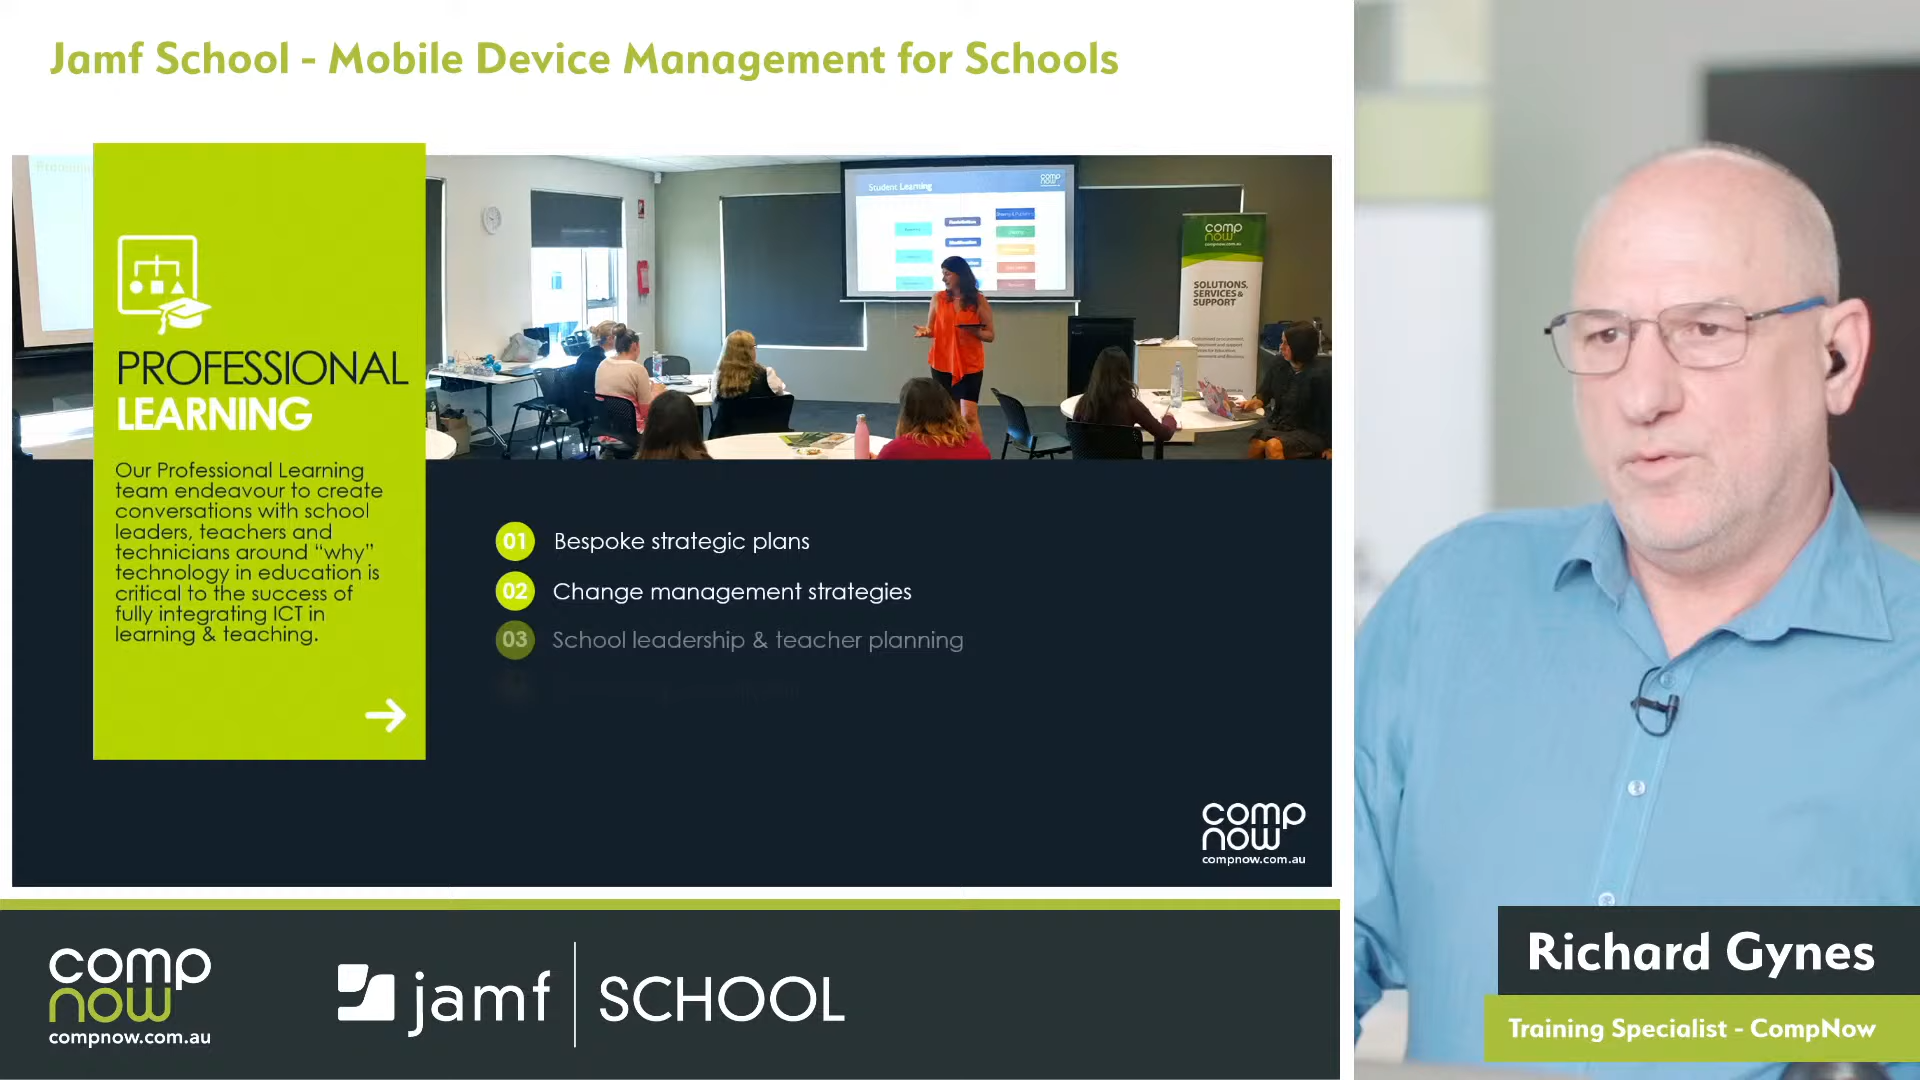 Jamf School - Mobile Device Management for Schools
PROFESSIONAL
LEARNING
Our Professional Learning
team endeavour to create
conversations with school
leaders, teachers and
technicians around “why”
technology in education is
critical to the success of
fully integrating ICT in
learning & teaching.
Student Learning
comp
now
comp
now
SOLUTIONS,
SERVICES &
SUPPORT
01 Bespoke strategic plans
02 Change management strategies
03 School leadership & teacher planning
comp
now
compnow.com.au
comp
now
compnow.com.au
jamf SCHOOL
Richard Gynes
Training Specialist - CompNow